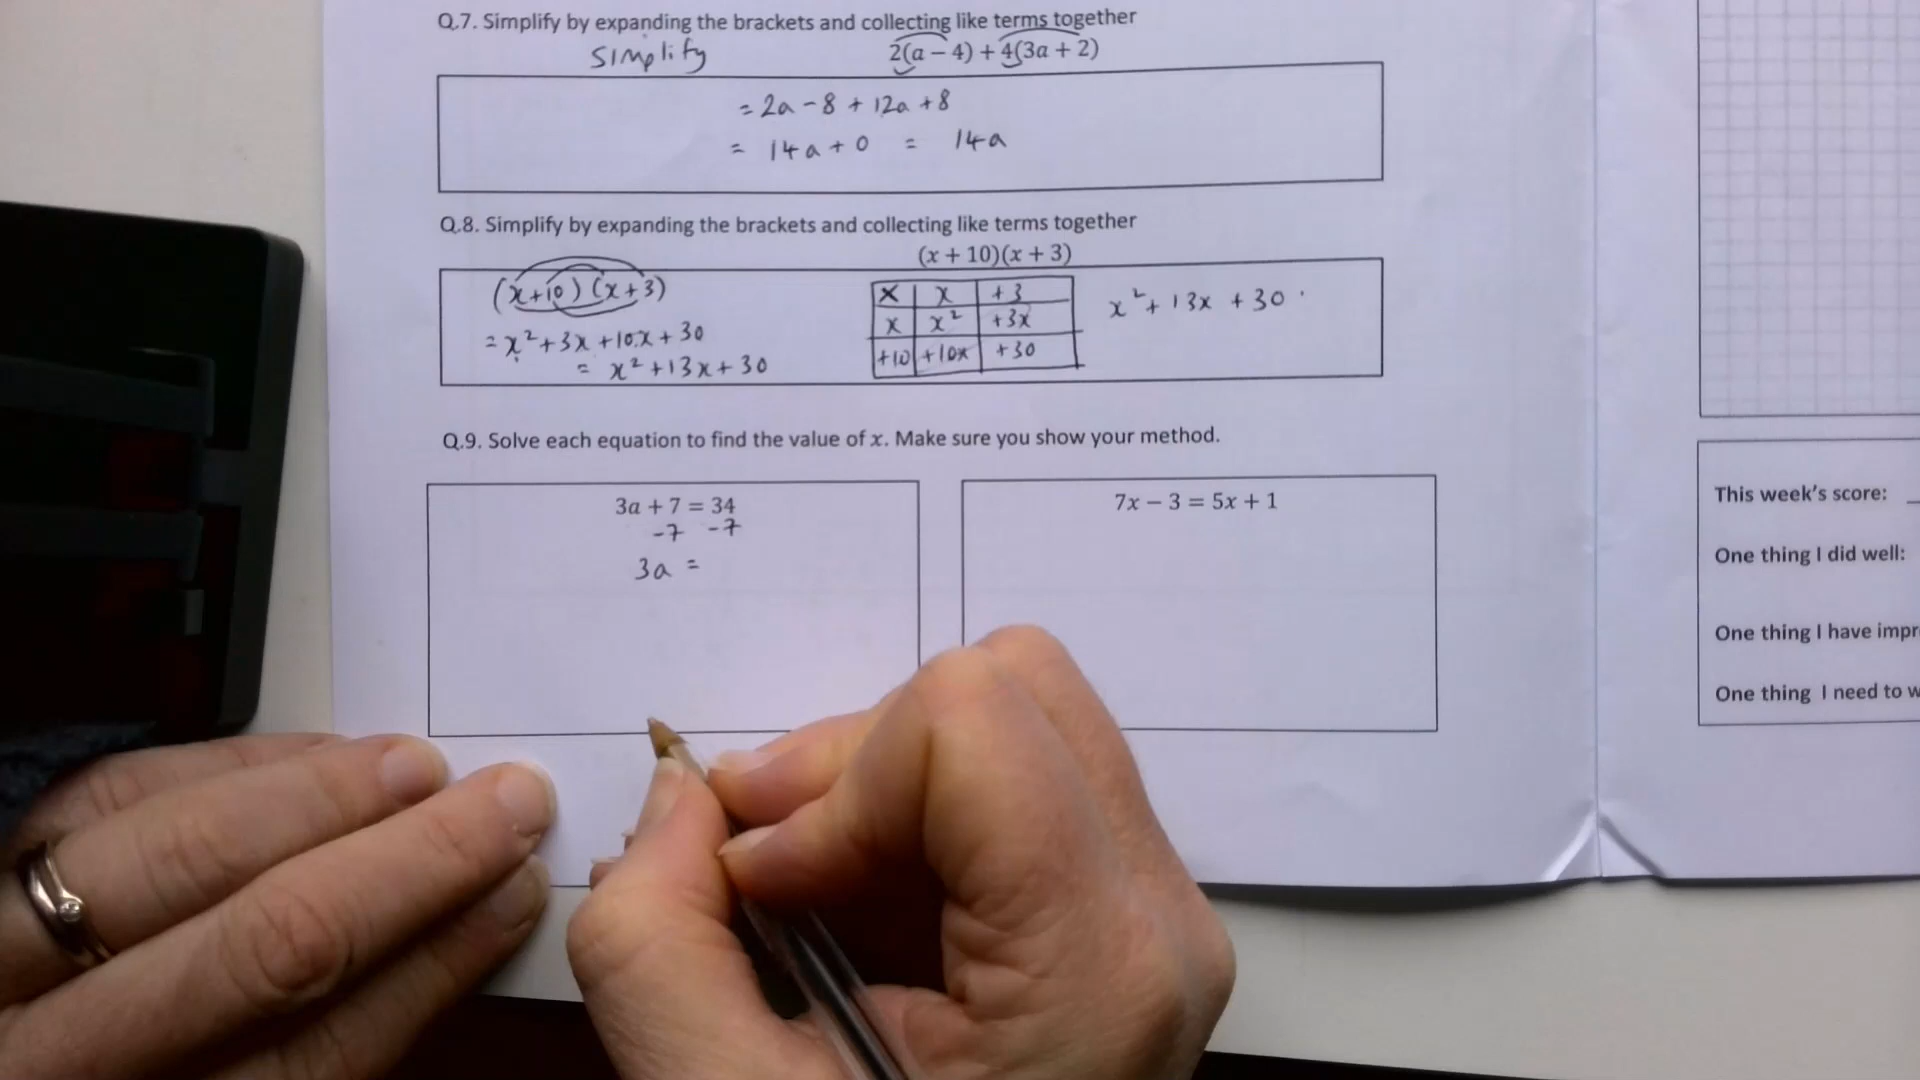 Q.7. Simplify by expanding the brackets and collecting like terms together
simplify 2(a – 4) + 4(3a + 2)
= 2a - 8 + 12a + 8
= 14a + 0 = 14a
Q.8. Simplify by expanding the brackets and collecting like terms together
(x + 10)(x + 3)
(x+10)(x+3)
= x² + 3x + 10x + 30
= x² + 13x + 30
× x +3
x x² +3x
+10 +10x +30
x² + 13x + 30
Q.9. Solve each equation to find the value of x. Make sure you show your method.
3a + 7 = 34
-7 -7
3a =
7x – 3 = 5x + 1
This week's score:
One thing I did well:
One thing I have
One thing I need to